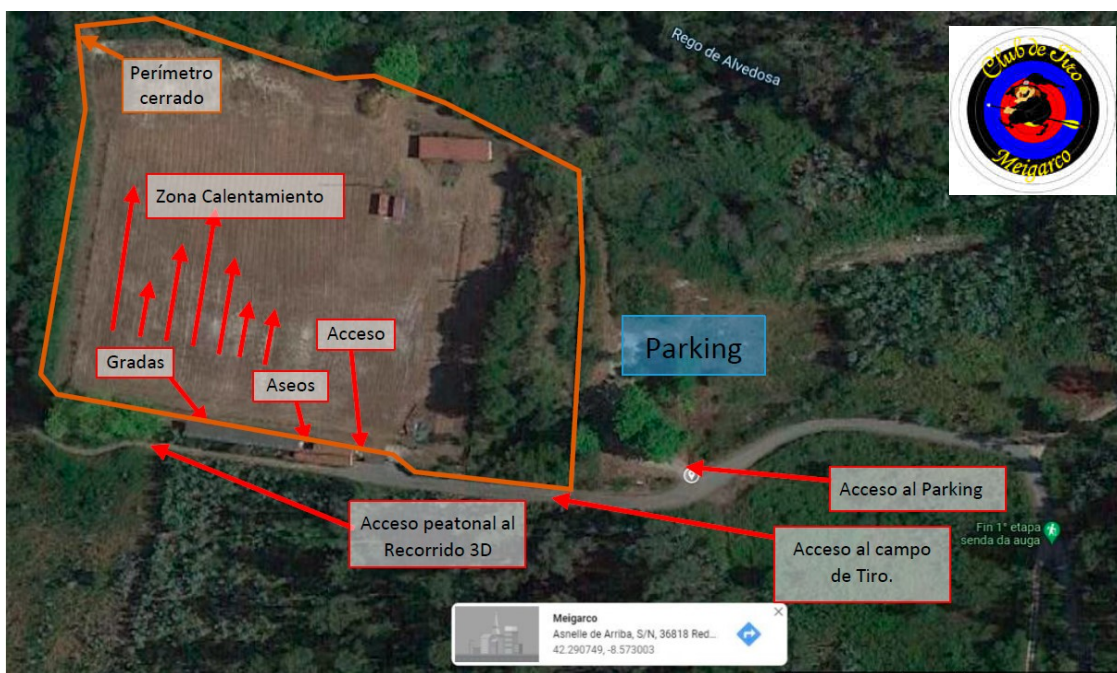 Rego de Alvedosa
Club de Tiro
Meigarco
Perímetro
cerrado
Zona Calentamiento
Acceso
Parking
Gradas
Aseos
Acceso al Parking
Acceso peatonal al
Recorrido 3D
Fin 1ª etapa
senda da auga
Acceso al campo
de Tiro.
Meigarco
Asnelle de Arriba, S/N, 36818 Red...
42.290749, -8.573003